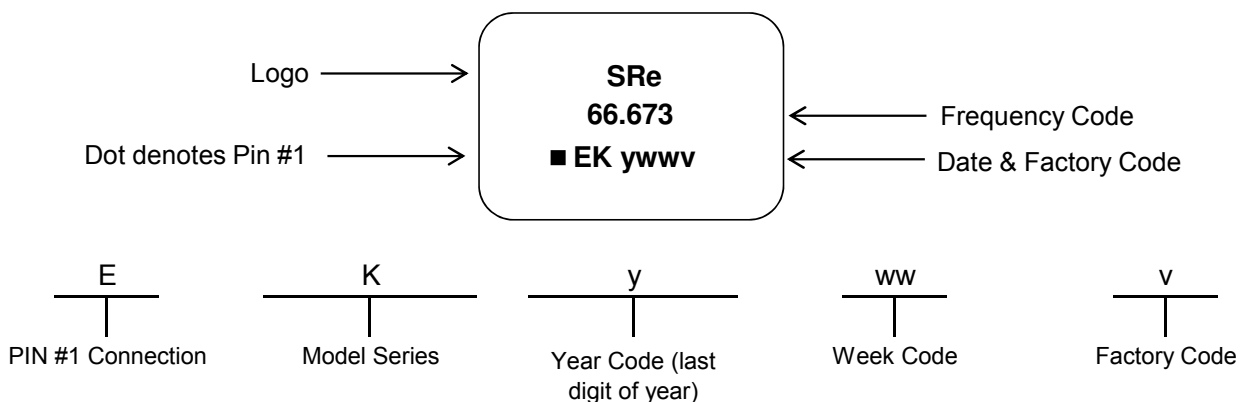 Logo
SRe
66.673
Frequency Code
Dot denotes Pin #1
■ EK ywwv
Date & Factory Code
E
K
y
ww
v
PIN #1 Connection
Model Series
Year Code (last
digit of year)
Week Code
Factory Code